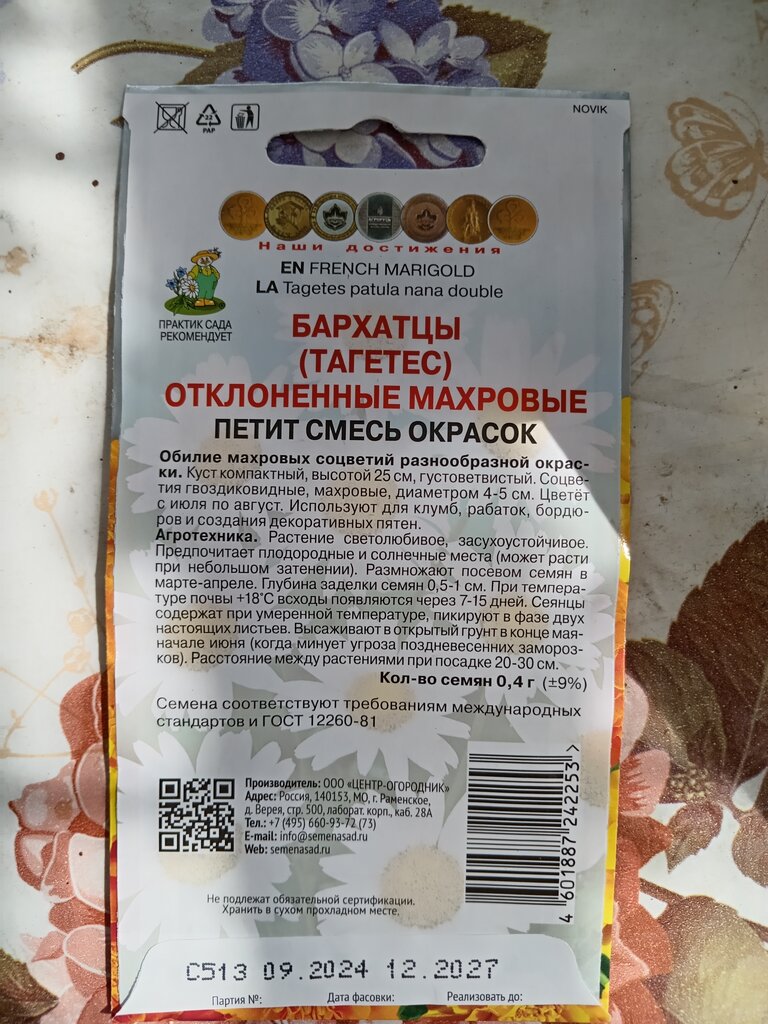 NOVIK
22
PAP
Наши достижения
EN FRENCH MARIGOLD
LA Tagetes patula nana double
ПРАКТИК САДА
РЕКОМЕНДУЕТ
БАРХАТЦЫ
(ТАГЕТЕС)
ОТКЛОНЕННЫЕ МАХРОВЫЕ
ПЕТИТ СМЕСЬ ОКРАСОК
Обилие махровых соцветий разнообразной окрас-
ки. Куст компактный, высотой 25 см, густоветвистый. Соцве-
тия гвоздиковидные, махровые, диаметром 4-5 см. Цветёт
с июля по август. Используют для клумб, рабаток, бордю-
ров и создания декоративных пятен.
Агротехника. Растение светолюбивое, засухоустойчивое.
Предпочитает плодородные и солнечные места (может расти
при небольшом затенении). Размножают посевом семян в
марте-апреле. Глубина заделки семян 0,5-1 см. При темпера-
туре почвы +18°С всходы появляются через 7-15 дней. Сеянцы
содержат при умеренной температуре, пикируют в фазе двух
настоящих листьев. Высаживают в открытый грунт в конце мая-
начале июня (когда минует угроза поздневесенних замороз-
ков). Расстояние между растениями при посадке 20-30 см.
Кол-во семян 0,4 г (±9%)
Семена соответствуют требованиям международных
стандартов и ГОСТ 12260-81
Производитель: ООО «ЦЕНТР-ОГОРОДНИК»
Адрес: Россия, 140153, МО, г. Раменское,
д. Верея, стр. 500, лаборат. корп., каб. 28А
Тел.: +7 (495) 660-93-72 (73)
E-mail: info@semenasad.ru
Web: semenasad.ru
4 601887 242253 >
Не подлежат обязательной сертификации.
Хранить в сухом прохладном месте.
С513 09.2024 12.2027
Партия №: Дата фасовки: Реализовать до: